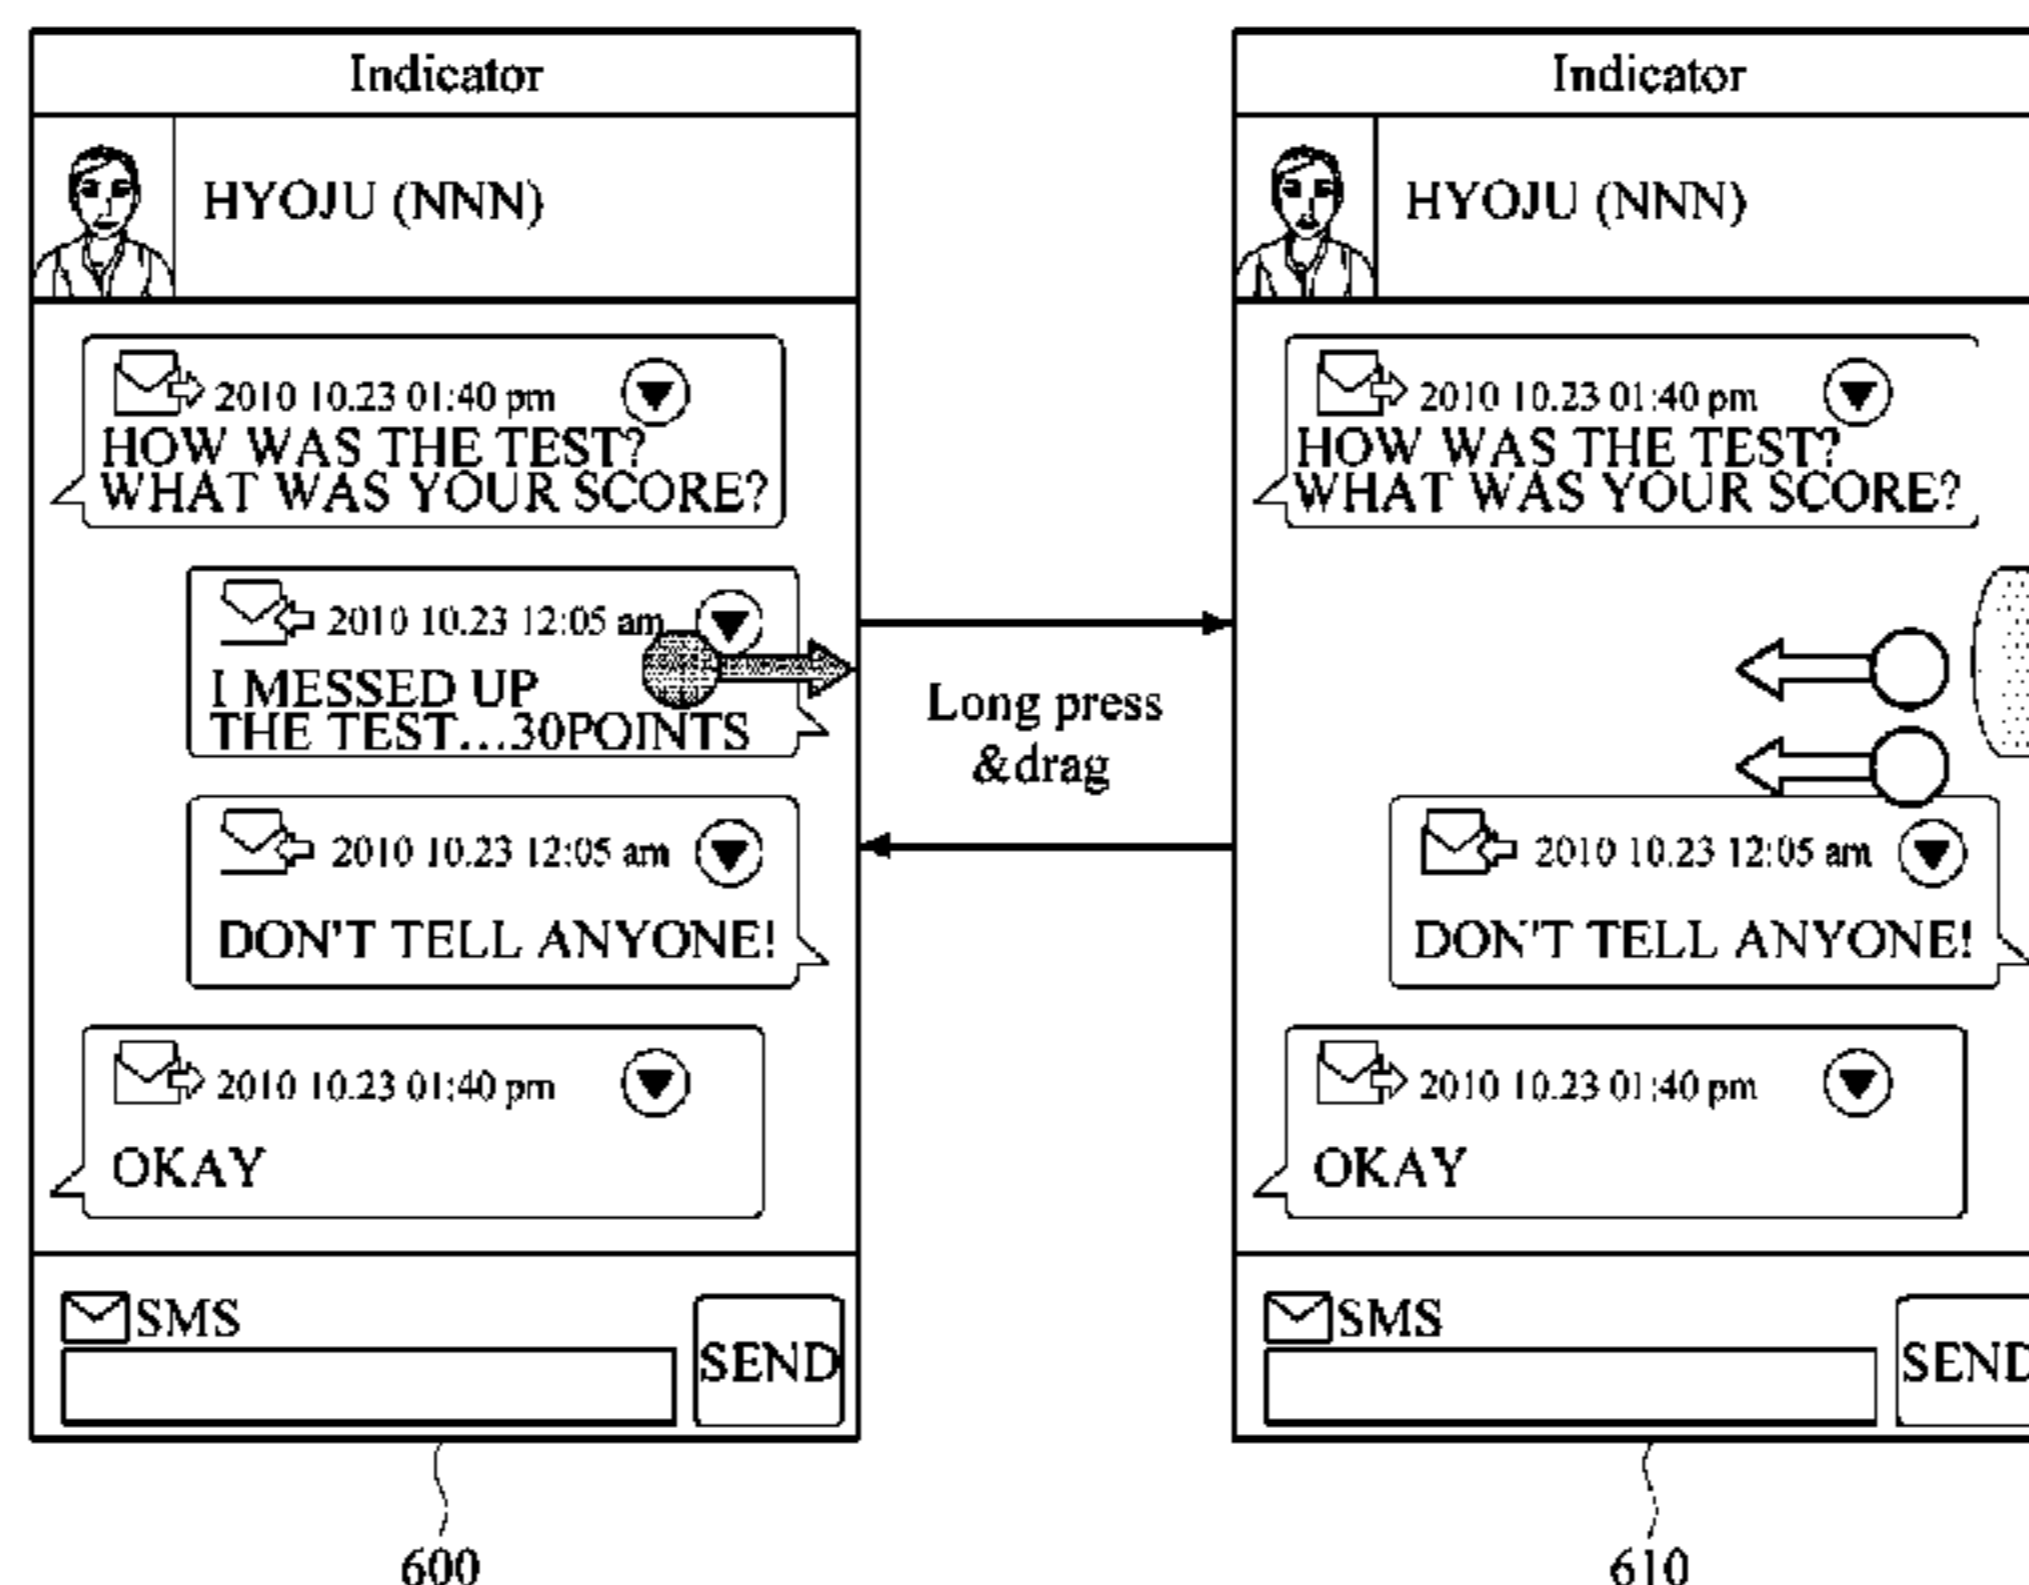 Indicator
HYOJU (NNN)
2010 10.23 01:40 pm
HOW WAS THE TEST?
WHAT WAS YOUR SCORE?
2010 10.23 12:05 am
I MESSED UP
THE TEST...30POINTS
2010 10.23 12:05 am
DON'T TELL ANYONE!
2010 10.23 01:40 pm
OKAY
SMS
SEND
600
Long press
&drag
Indicator
HYOJU (NNN)
2010 10.23 01:40 pm
HOW WAS THE TEST?
WHAT WAS YOUR SCORE?
2010 10.23 12:05 am
DON'T TELL ANYONE!
2010 10.23 01:40 pm
OKAY
SMS
SEND
610